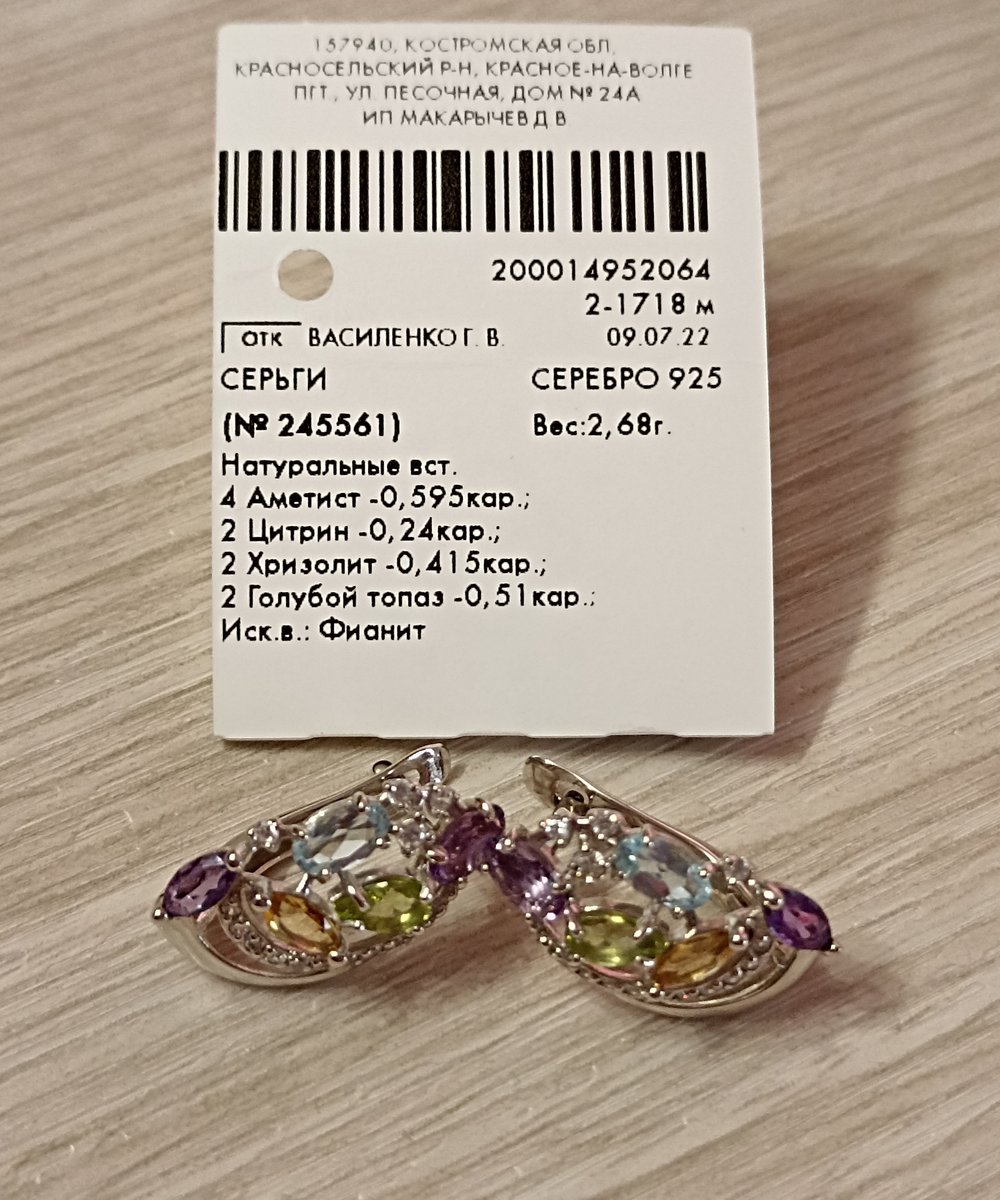 157940, КОСТРОМСКАЯ ОБЛ,
КРАСНОСЕЛЬСКИЙ Р-Н, КРАСНОЕ-НА-ВОЛГЕ
ПГТ., УЛ. ПЕСОЧНАЯ, ДОМ № 24А
ИП МАКАРЫЧЕВ Д.В.
200014952064
2-1718 м
ОТК ВАСИЛЕНКО Г. В. 09.07.22
СЕРЬГИ СЕРЕБРО 925
(№ 245561) Вес:2,68г.
Натуральные вст.
4 Аметист -0,595кар.;
2 Цитрин -0,24кар.;
2 Хризолит -0,415кар.;
2 Голубой топаз -0,51кар.;
Иск.в.: Фианит